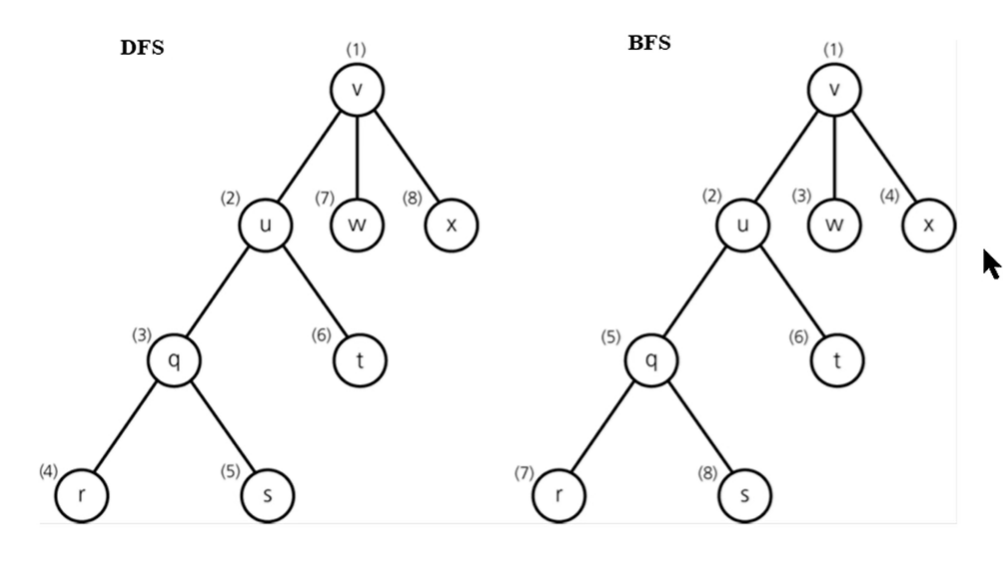 DFS
(1)
v
(2)
u
(7)
w
(8)
x
(3)
q
(6)
t
(4)
r
(5)
s
BFS
(1)
v
(2)
u
(3)
w
(4)
x
(5)
q
(6)
t
(7)
r
(8)
s